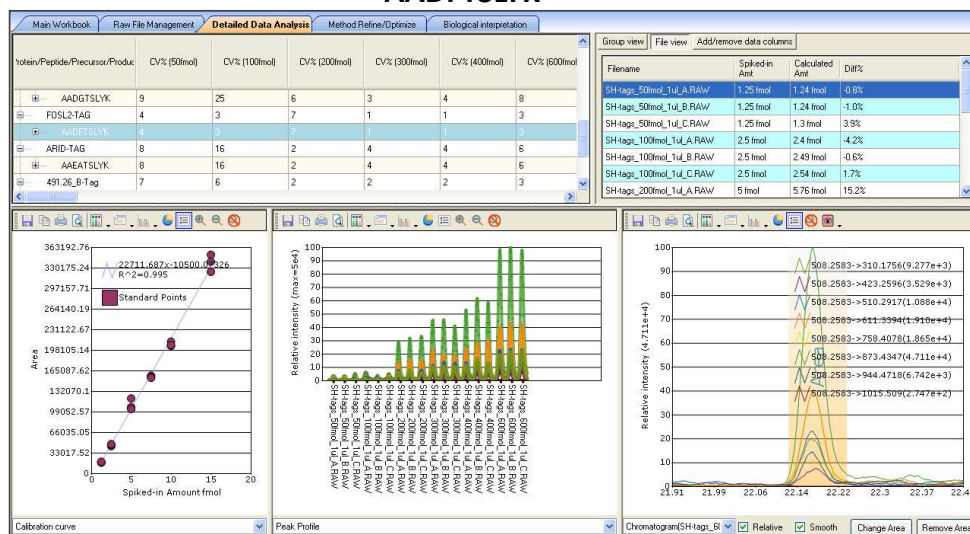 Main Workbook Raw File Management Detailed Data Analysis Method Refine/Optimize Biological interpretation
rotein/Peptide/Precursor/Produc CV% (50fmol) CV% (100fmol) CV% (200fmol) CV% (300fmol) CV% (400fmol) CV% (600fmol
AADGTSLYK 9 25 6 3 4 8
FOSL2-TAG 4 3 7 1 1 3
AADFTSLYK 4 3 7 1 1 3
ARID-TAG 8 16 2 4 4 6
AAEATSLYK 8 16 2 4 4 6
491.26_B-Tag 7 6 2 2 2 3
Group view File view Add/remove data columns
Filename Spiked-in Amt Calculated Amt Diff%
SH-tags_50fmol_1ul_A.RAW 1.25 fmol 1.24 fmol -0.8%
SH-tags_50fmol_1ul_B.RAW 1.25 fmol 1.24 fmol -1.0%
SH-tags_50fmol_1ul_C.RAW 1.25 fmol 1.3 fmol 3.9%
SH-tags_100fmol_1ul_A.RAW 2.5 fmol 2.4 fmol -4.2%
SH-tags_100fmol_1ul_B.RAW 2.5 fmol 2.49 fmol -0.6%
SH-tags_100fmol_1ul_C.RAW 2.5 fmol 2.54 fmol 1.7%
SH-tags_200fmol_1ul_A.RAW 5 fmol 5.76 fmol 15.2%
363192.76
330175.24
297157.71
264140.19
231122.67
198105.14
165087.62
132070.1
99052.57
66035.05
33017.52
0
Area
R^2=0.995
Standard Points
0 5 10 15 20
Spiked-in Amount fmol
Calibration curve
Relative intensity (max=5e4)
100
90
80
70
60
50
40
30
20
10
0
SH-tags_50fmol_1ul_A.RAW
SH-tags_50fmol_1ul_B.RAW
SH-tags_50fmol_1ul_C.RAW
SH-tags_100fmol_1ul_A.RAW
SH-tags_100fmol_1ul_B.RAW
SH-tags_100fmol_1ul_C.RAW
SH-tags_200fmol_1ul_A.RAW
SH-tags_200fmol_1ul_B.RAW
SH-tags_200fmol_1ul_C.RAW
SH-tags_300fmol_1ul_A.RAW
SH-tags_300fmol_1ul_B.RAW
SH-tags_300fmol_1ul_C.RAW
SH-tags_400fmol_1ul_A.RAW
SH-tags_400fmol_1ul_B.RAW
SH-tags_400fmol_1ul_C.RAW
SH-tags_600fmol_1ul_A.RAW
SH-tags_600fmol_1ul_B.RAW
SH-tags_600fmol_1ul_C.RAW
Peak Profile
Relative intensity (4.711e+4)
100
90
80
70
60
50
40
30
20
10
0
508.2583->310.1756(9.277e+3)
508.2583->423.2596(3.529e+3)
508.2583->510.2917(1.088e+4)
508.2583->611.3394(1.910e+4)
508.2583->758.4078(1.865e+4)
508.2583->873.4347(4.711e+4)
508.2583->944.4718(6.742e+3)
508.2583->1015.509(2.747e+2)
21.91 21.99 22.06 22.14 22.22 22.3 22.37 22.4
Chromatogram(SH-tags_6( Relative Smooth Change Area Remove Area